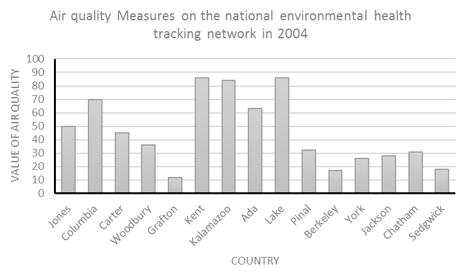 Air quality Measures on the national environmental health
tracking network in 2004
VALUE OF AIR QUALITY
100
90
80
70
60
50
40
30
20
10
0
Jones
Columbia
Carter
Woodbury
Grafton
Kent
Kalamazoo
Ada
Lake
Pinal
Berkeley
York
Jackson
Chatham
Sedgwick
COUNTRY